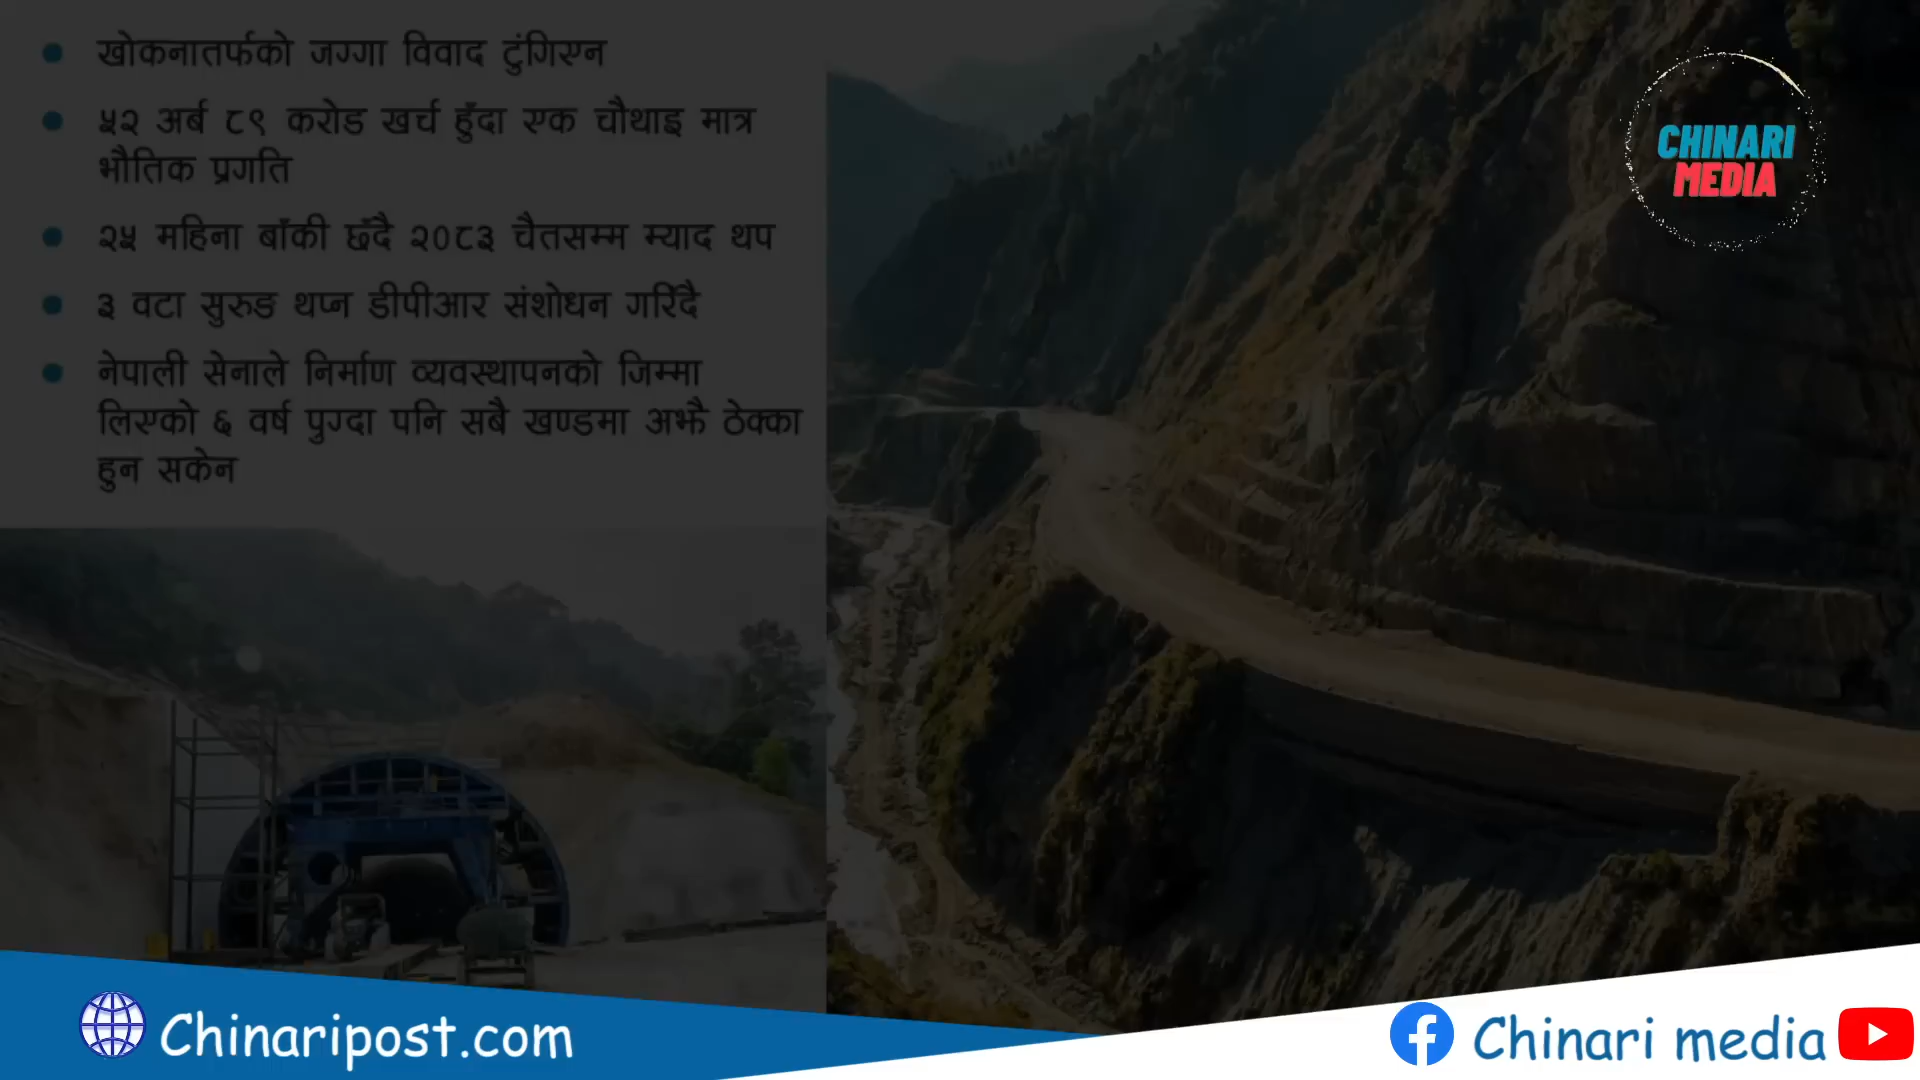 खोकनातर्फको जग्गा विवाद टुंगिएन
५२ अर्ब ८९ करोड खर्च हुँदा एक चौथाइ मात्र
भौतिक प्रगति
२५ महिना बाँकी छँदै २०८३ चैतसम्म म्याद थप
३ वटा सुरुङ थप्न डीपीआर संशोधन गरिँदै
नेपाली सेनाले निर्माण व्यवस्थापनको जिम्मा
लिएको ६ वर्ष पुग्दा पनि सबै खण्डमा अझै ठेक्का
हुन सकेन
CHINARI
MEDIA
Chinaripost.com
Chinari media